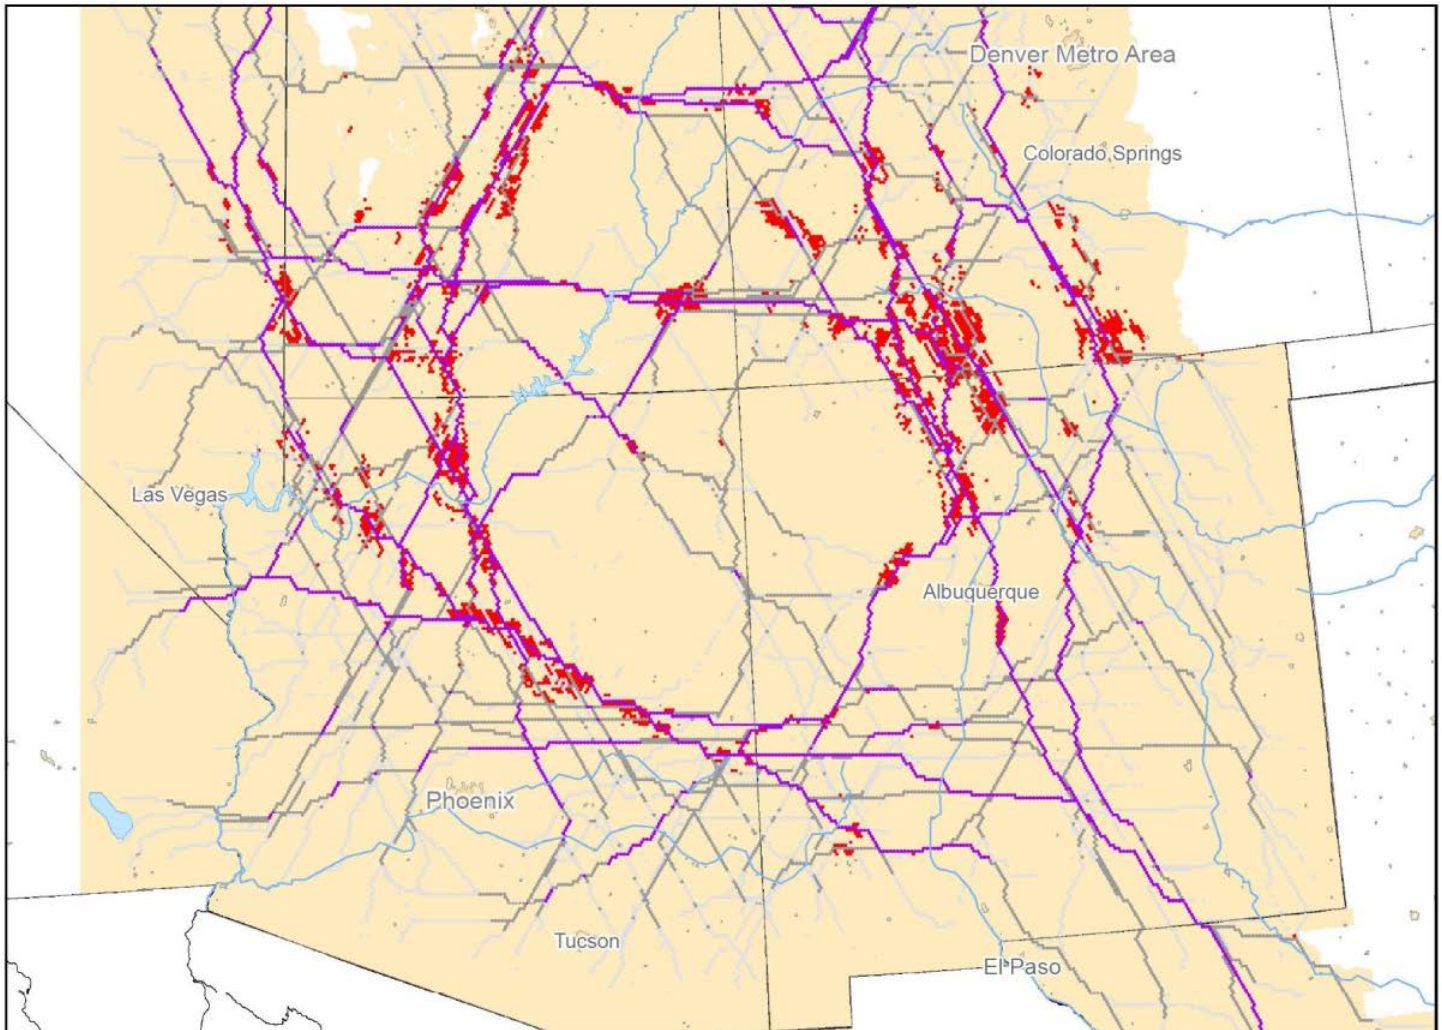 Denver Metro Area
Colorado Springs
Las Vegas
Albuquerque
Phoenix
Tucson
El Paso